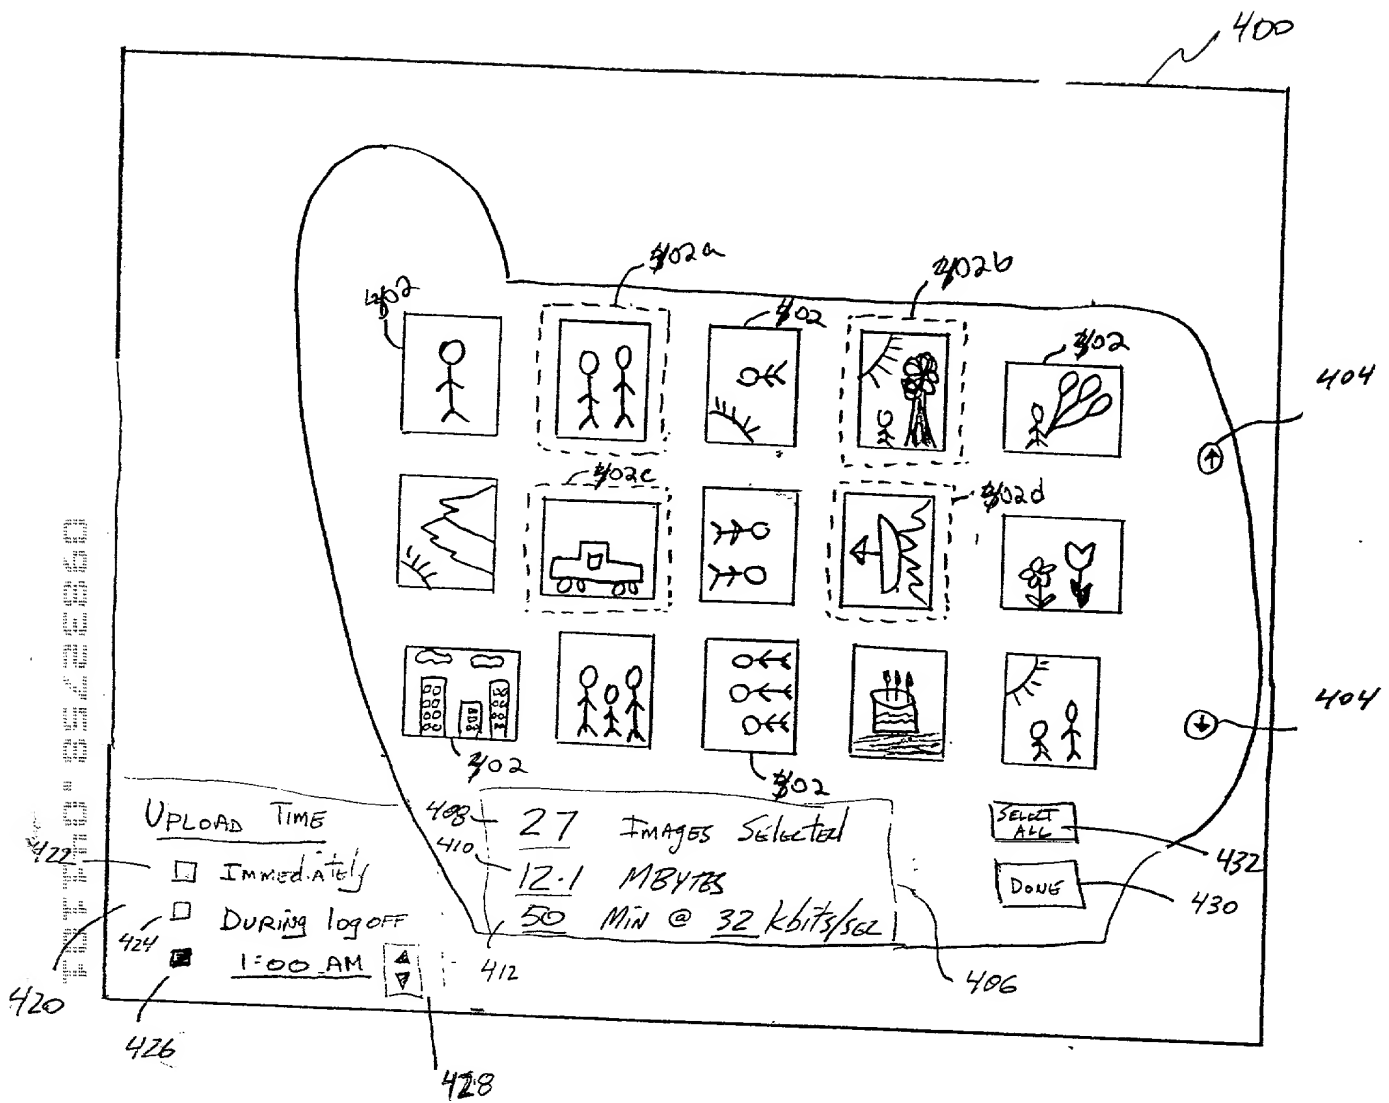 400
402a
402b
402
402
402
404
402c
402d
404
402
402
UPLOAD TIME
408
27 IMAGES Selected
SELECT ALL
422
Immediately
410
12.1 MBYTES
432
DONE
430
424
DURING logoff
50 Min @ 32 kbits/sec
412
406
1:00 AM
420
426
428